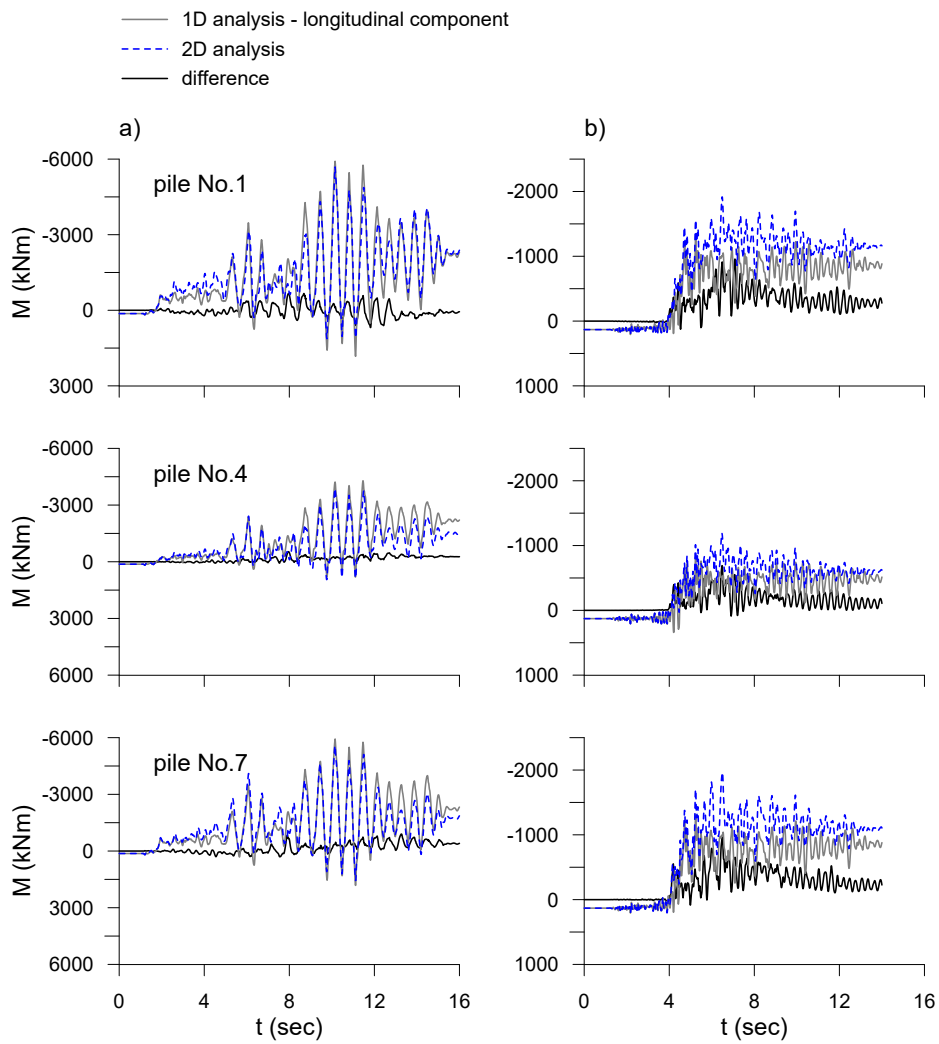 1D analysis - longitudinal component
2D analysis
difference
a)
b)
-6000
-3000
0
3000
M (kNm)
pile No.1
-2000
-1000
0
1000
-6000
-3000
0
3000
6000
M (kNm)
pile No.4
-2000
-1000
0
1000
-6000
-3000
0
3000
6000
M (kNm)
pile No.7
0 4 8 12 16
t (sec)
-2000
-1000
0
1000
0 4 8 12 16
t (sec)